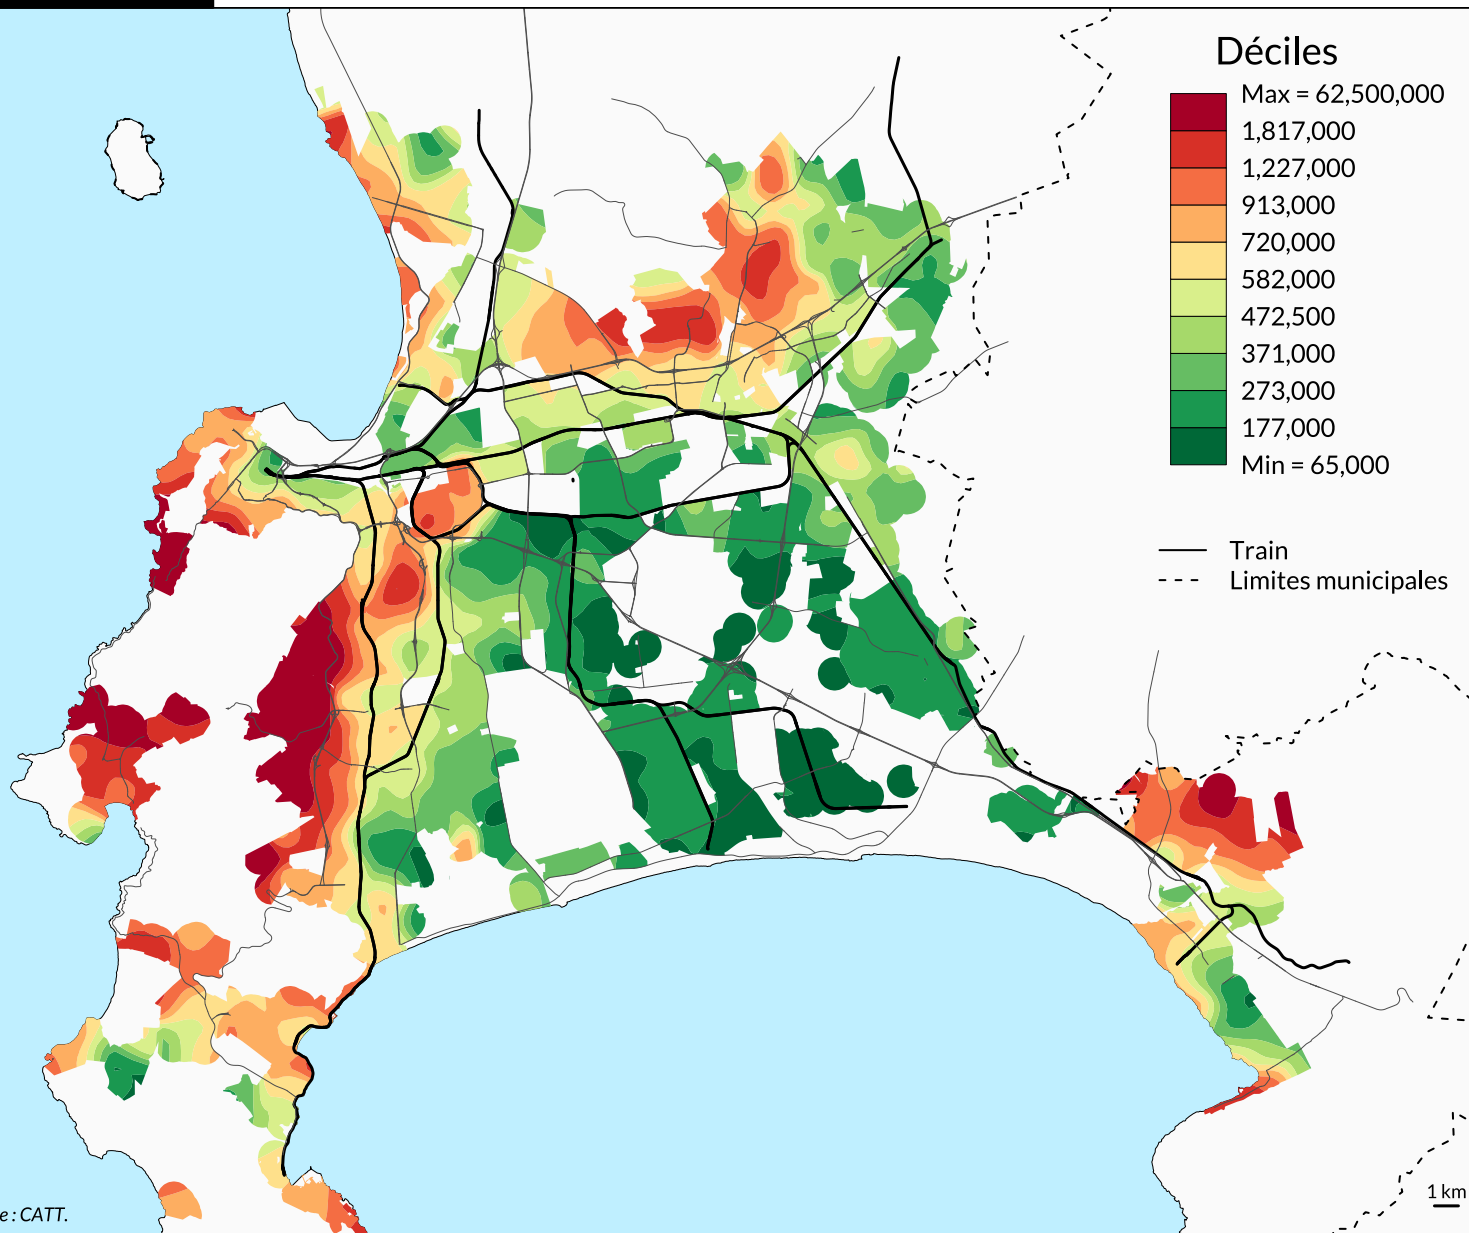 Déciles
Max = 62,500,000
1,817,000
1,227,000
913,000
720,000
582,000
472,500
371,000
273,000
177,000
Min = 65,000
Train
Limites municipales
1 km
e : CATT.